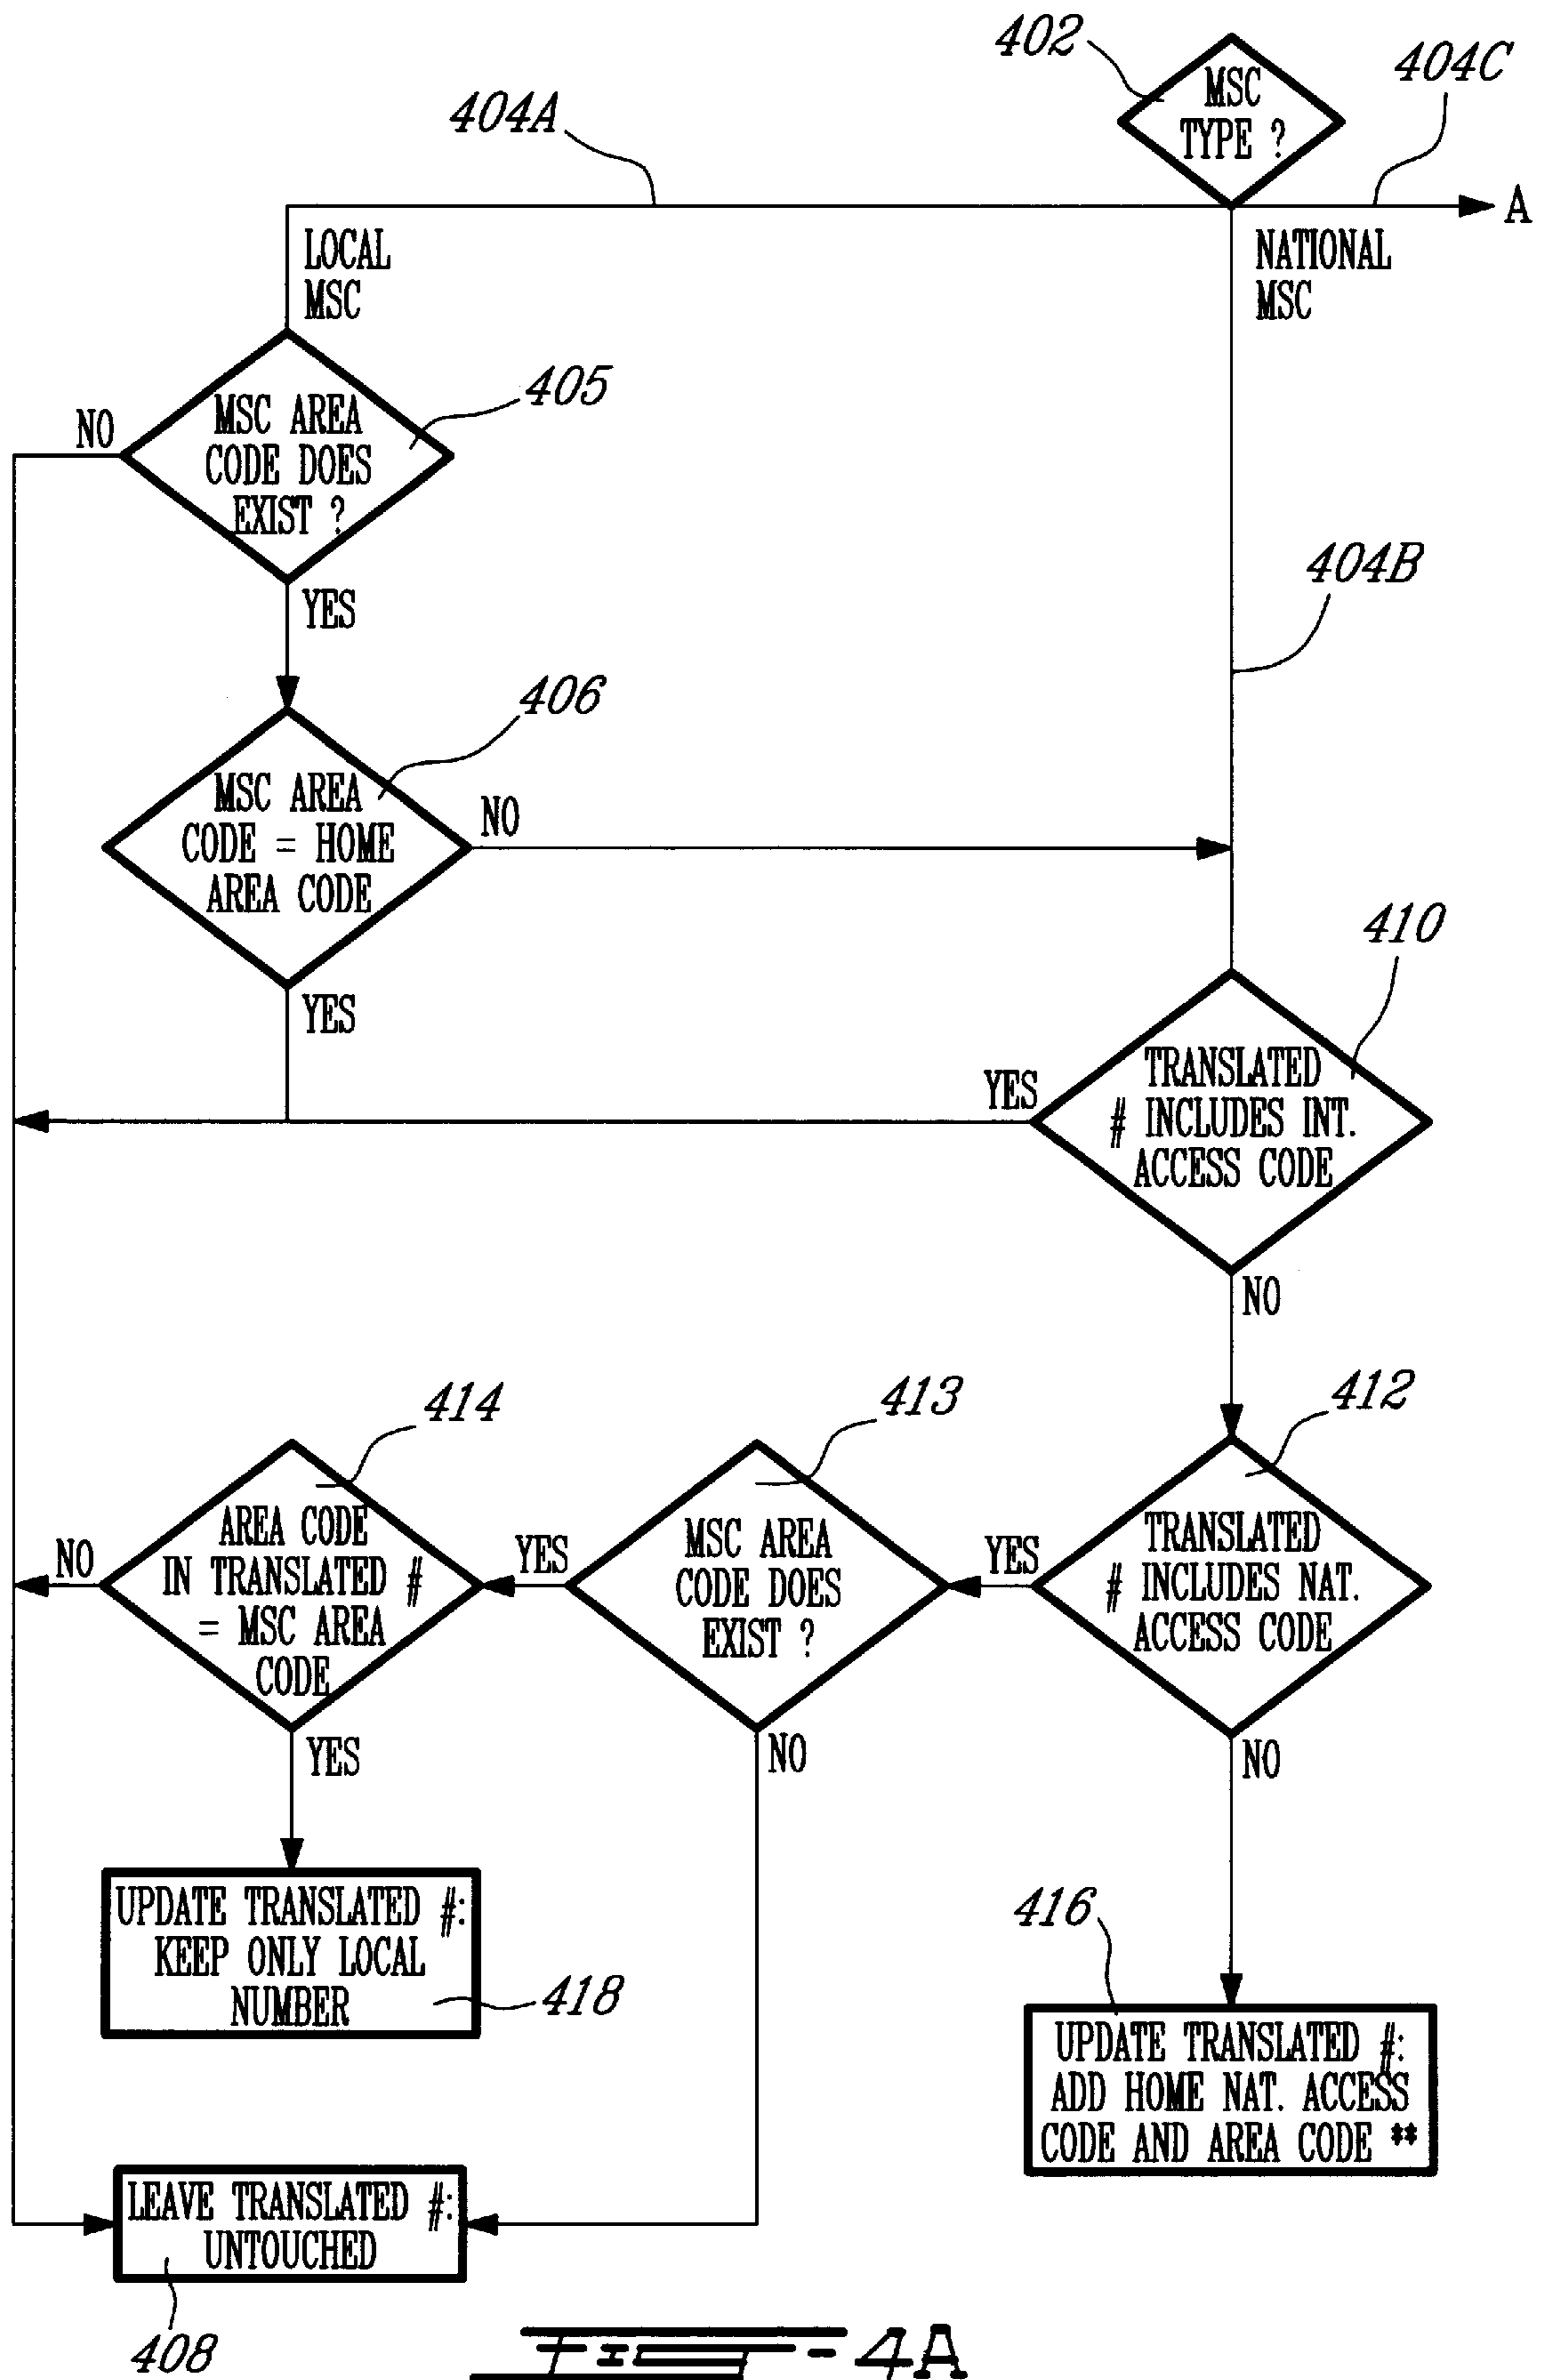 402
MSC
TYPE ?
404C
404A
A
LOCAL
MSC
NATIONAL
MSC
405
NO
MSC AREA
CODE DOES
EXIST ?
YES
404B
406
MSC AREA
CODE = HOME
AREA CODE
NO
YES
410
YES
TRANSLATED
# INCLUDES INT.
ACCESS CODE
NO
414
413
412
NO
AREA CODE
IN TRANSLATED #
= MSC AREA
CODE
YES
YES
MSC AREA
CODE DOES
EXIST ?
NO
YES
TRANSLATED
# INCLUDES NAT.
ACCESS CODE
NO
UPDATE TRANSLATED #:
KEEP ONLY LOCAL
NUMBER
418
416
UPDATE TRANSLATED #:
ADD HOME NAT. ACCESS
CODE AND AREA CODE **
LEAVE TRANSLATED #:
UNTOUCHED
408
FIG - 4A